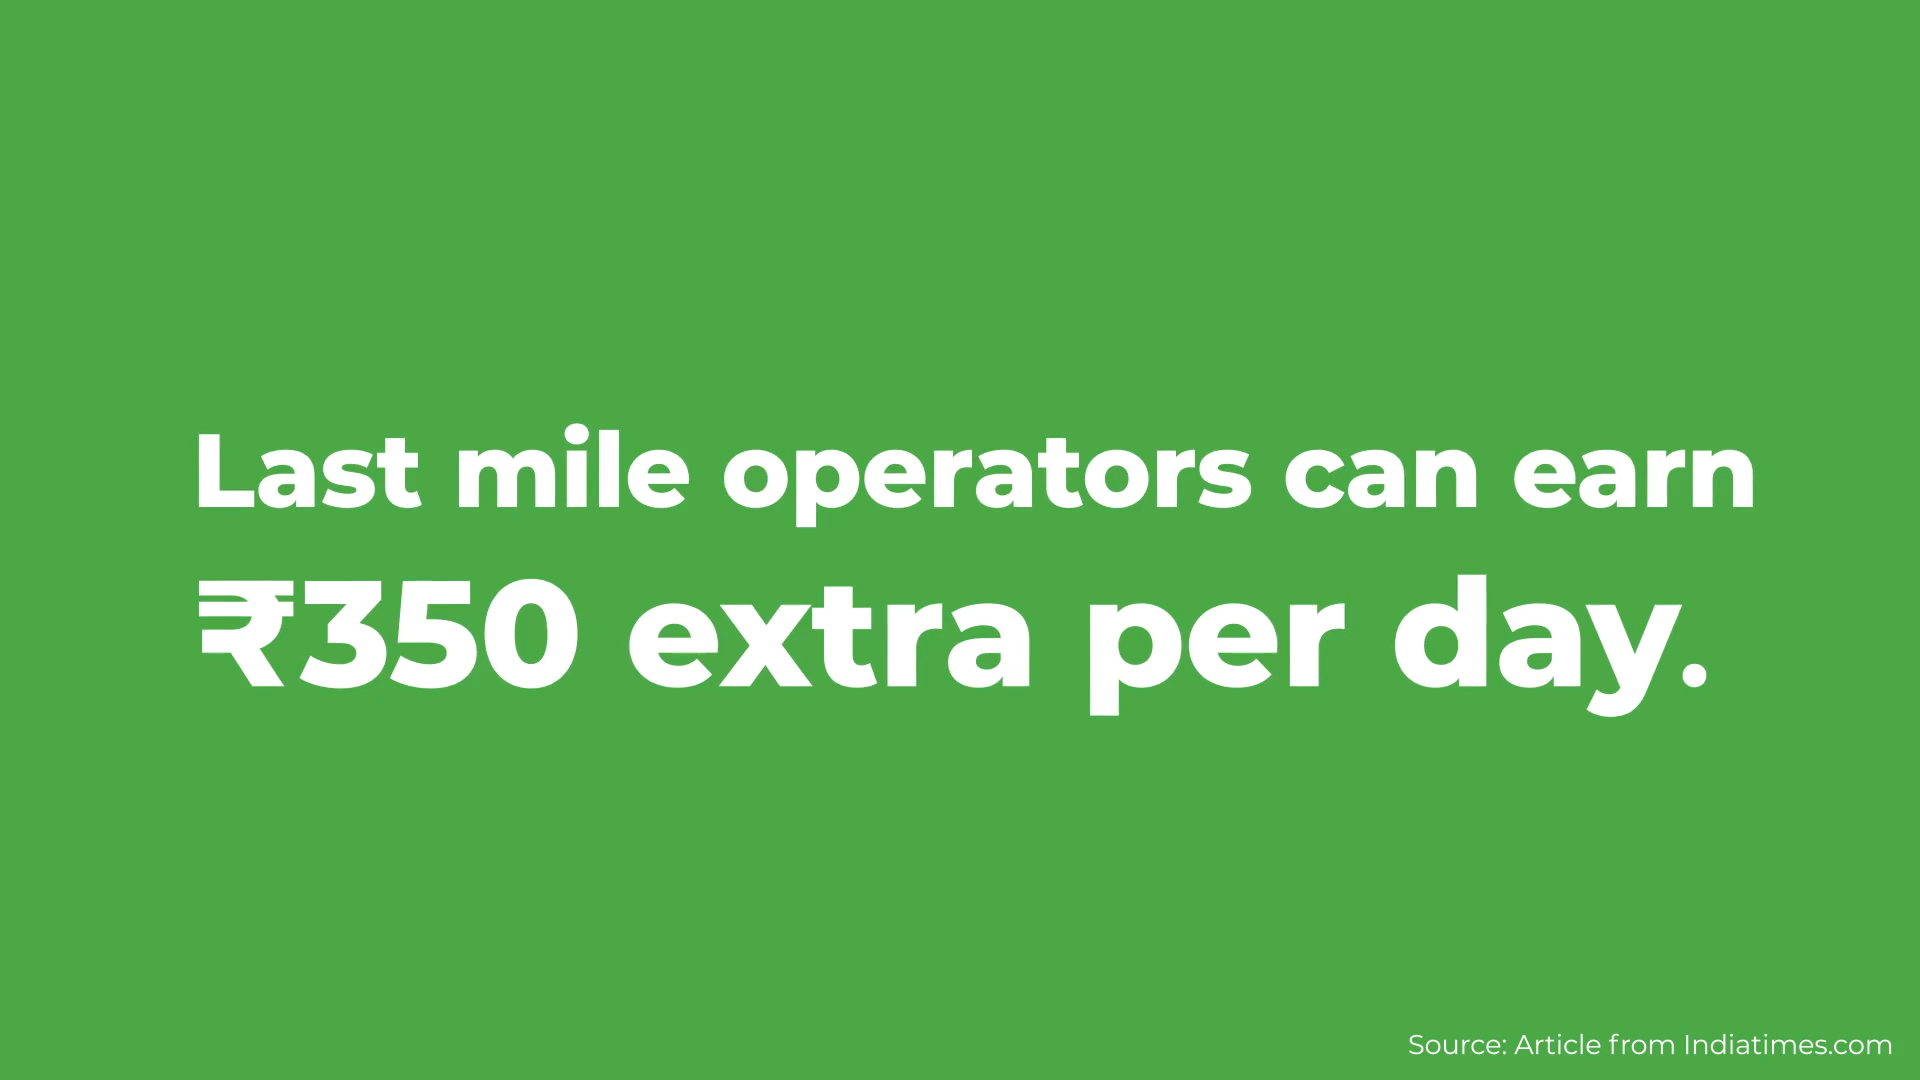 Last mile operators can earn
₹350 extra per day.
Source: Article from Indiatimes.com